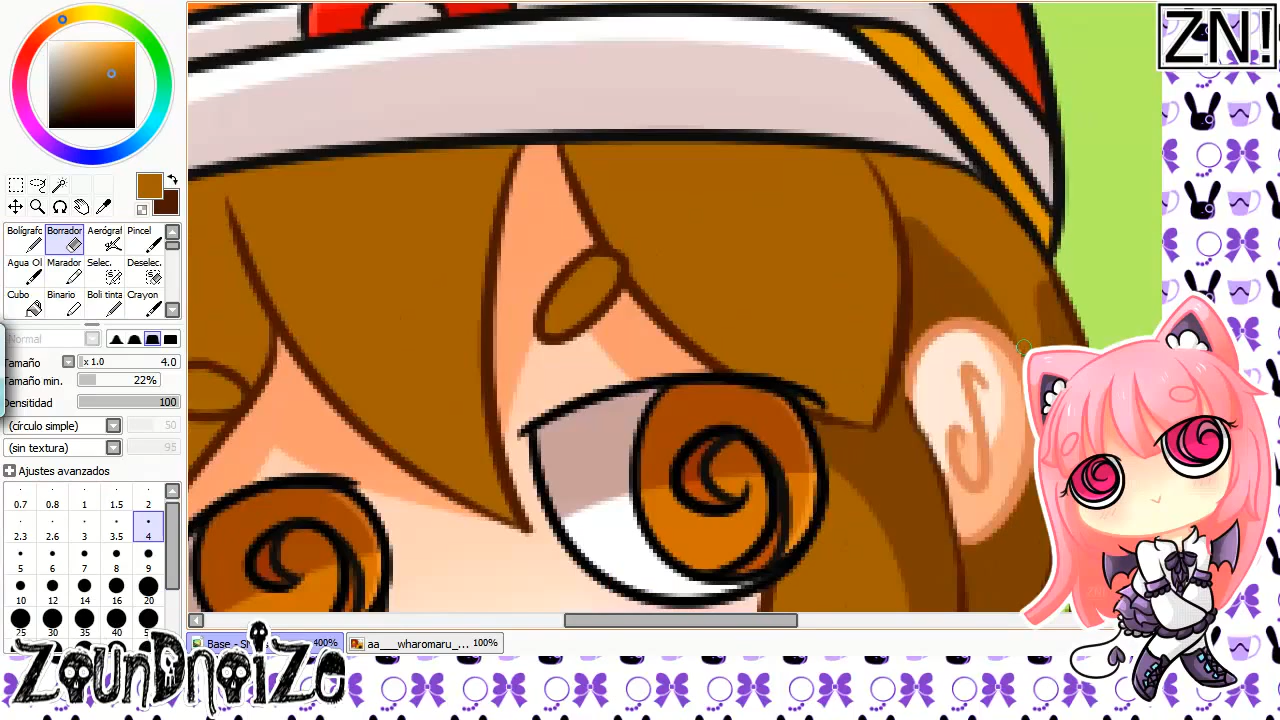 ZN!
Bolígrafo Borrador Aerógraf Pincel
Agua Ol Marador Selec. Deselec.
Cubo Binario Boli tinta Crayon
Normal
Tamaño x 1.0 4.0
Tamaño min. 22%
Densitidad 100
(círculo simple) 50
(sin textura) 95
Ajustes avanzados
0.7 0.8 1 1.5 2
2.3 2.6 3 3.5 4
5 6 7 8 9
10 12 14 16 20
25 30 35 40 5
400%
aa___wharomaru_... 100%
ZounDnoiZe